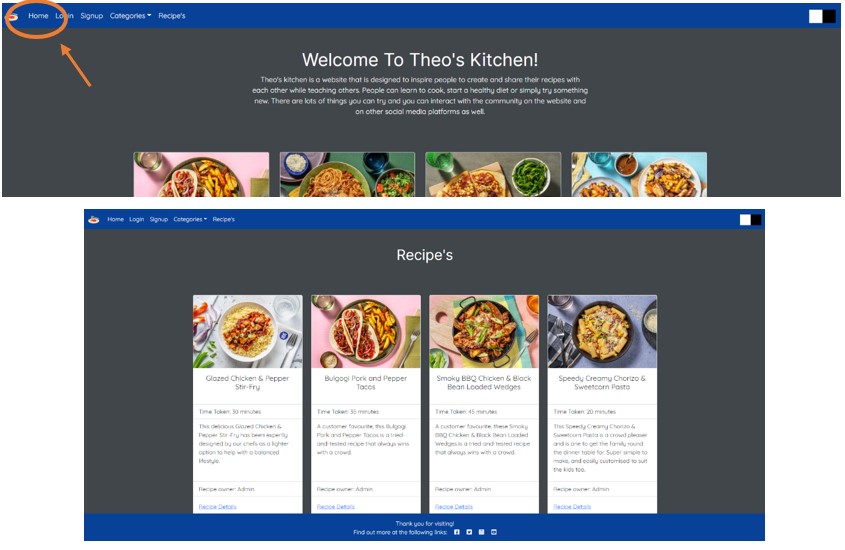 Home Login Signup Categories Recipe's
Welcome To Theo's Kitchen!
Theo's kitchen is a website that is designed to inspire people to create and share their recipes with
each other while teaching others. People can learn to cook, start a healthy diet or simply try something
new. There are lots of things you can try and you can interact with the community on the website and
on other social media platforms as well.
Home Login Signup Categories Recipe's
Recipe's
Glazed Chicken & Pepper
Stir-Fry
Time Taken: 30 minutes
This delicious Glazed Chicken &
Pepper Stir-Fry has been expertly
designed by our chefs as a lighter
option to help with a balanced
lifestyle.
Recipe owner: Admin
Recipe Details
Bulgogi Pork and Pepper
Tacos
Time Taken: 35 minutes
A customer favourite, this Bulgogi
Pork and Pepper Tacos is a tried-
and-tested recipe that always wins
with a crowd.
Recipe owner: Admin
Recipe Details
Smoky BBQ Chicken & Black
Bean Loaded Wedges
Time Taken: 45 minutes
A customer favourite, these Smoky
BBQ Chicken & Black Bean Loaded
Wedges is a tried-and-tested recipe
that always wins with a crowd.
Recipe owner: Admin
Recipe Details
Speedy Creamy Chorizo &
Sweetcorn Pasta
Time Taken: 20 minutes
This Speedy Creamy Chorizo &
Sweetcorn Pasta is a crowd pleaser
and is one to get the family round
the dinner table for. Super simple to
make, and easily customised to suit
the kids too.
Recipe owner: Admin
Recipe Details
Thank you for visiting!
Find out more at the following links: